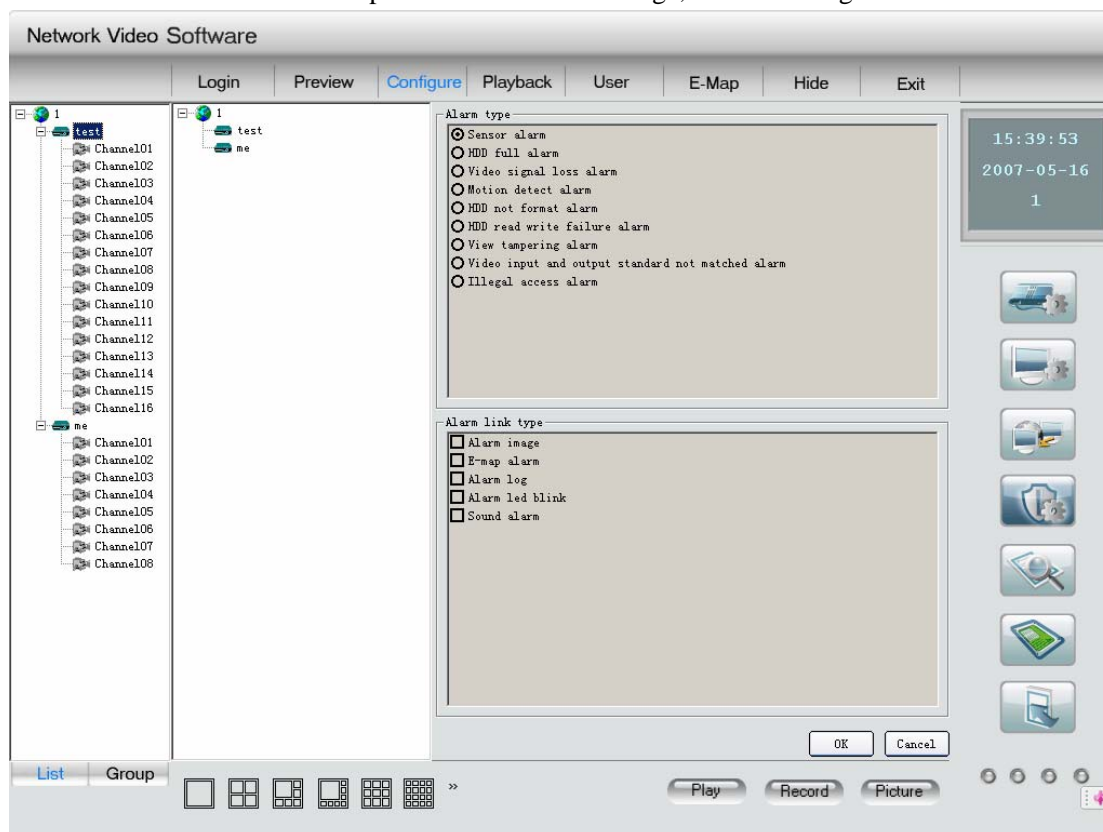 Network Video Software
Login Preview Configure Playback User E-Map Hide Exit
1
test
Channel01
Channel02
Channel03
Channel04
Channel05
Channel06
Channel07
Channel08
Channel09
Channel10
Channel11
Channel12
Channel13
Channel14
Channel15
Channel16
me
Channel01
Channel02
Channel03
Channel04
Channel05
Channel06
Channel07
Channel08
1
test
me
Alarm type
Sensor alarm
HDD full alarm
Video signal loss alarm
Motion detect alarm
HDD not format alarm
HDD read write failure alarm
View tampering alarm
Video input and output standard not matched alarm
Illegal access alarm
Alarm link type
Alarm image
E-map alarm
Alarm log
Alarm led blink
Sound alarm
OK Cancel
15:39:53
2007-05-16
1
List Group
» Play Record Picture